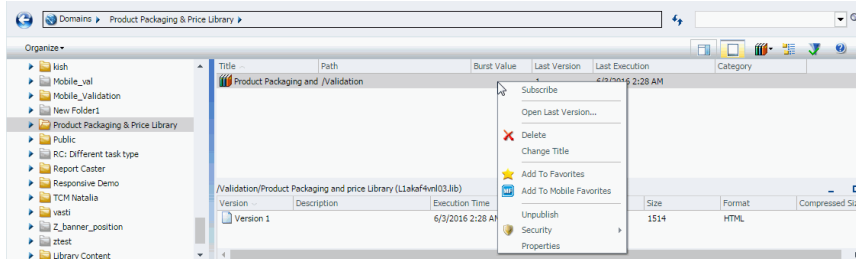 Domains Product Packaging & Price Library
Organize
Title Path Burst Value Last Version Last Execution Category
kish
Product Packaging and /Validation 1 6/3/2016 2:28 AM
Mobile_val
Mobile_Validation
New Folder1
Product Packaging & Price Library
Public
RC: Different task type
Report Caster
Responsive Demo
TCM Natalia
vasti
Z_banner_position
ztest
Library Content
Subscribe
Open Last Version...
Delete
Change Title
Add To Favorites
MF Add To Mobile Favorites
Unpublish
Security
Properties
/Validation/Product Packaging and price Library (L1akaf4vnl03.lib)
Version Description Execution Time Size Format Compressed Siz
Version 1 6/3/2016 2:28 AM 1514 HTML